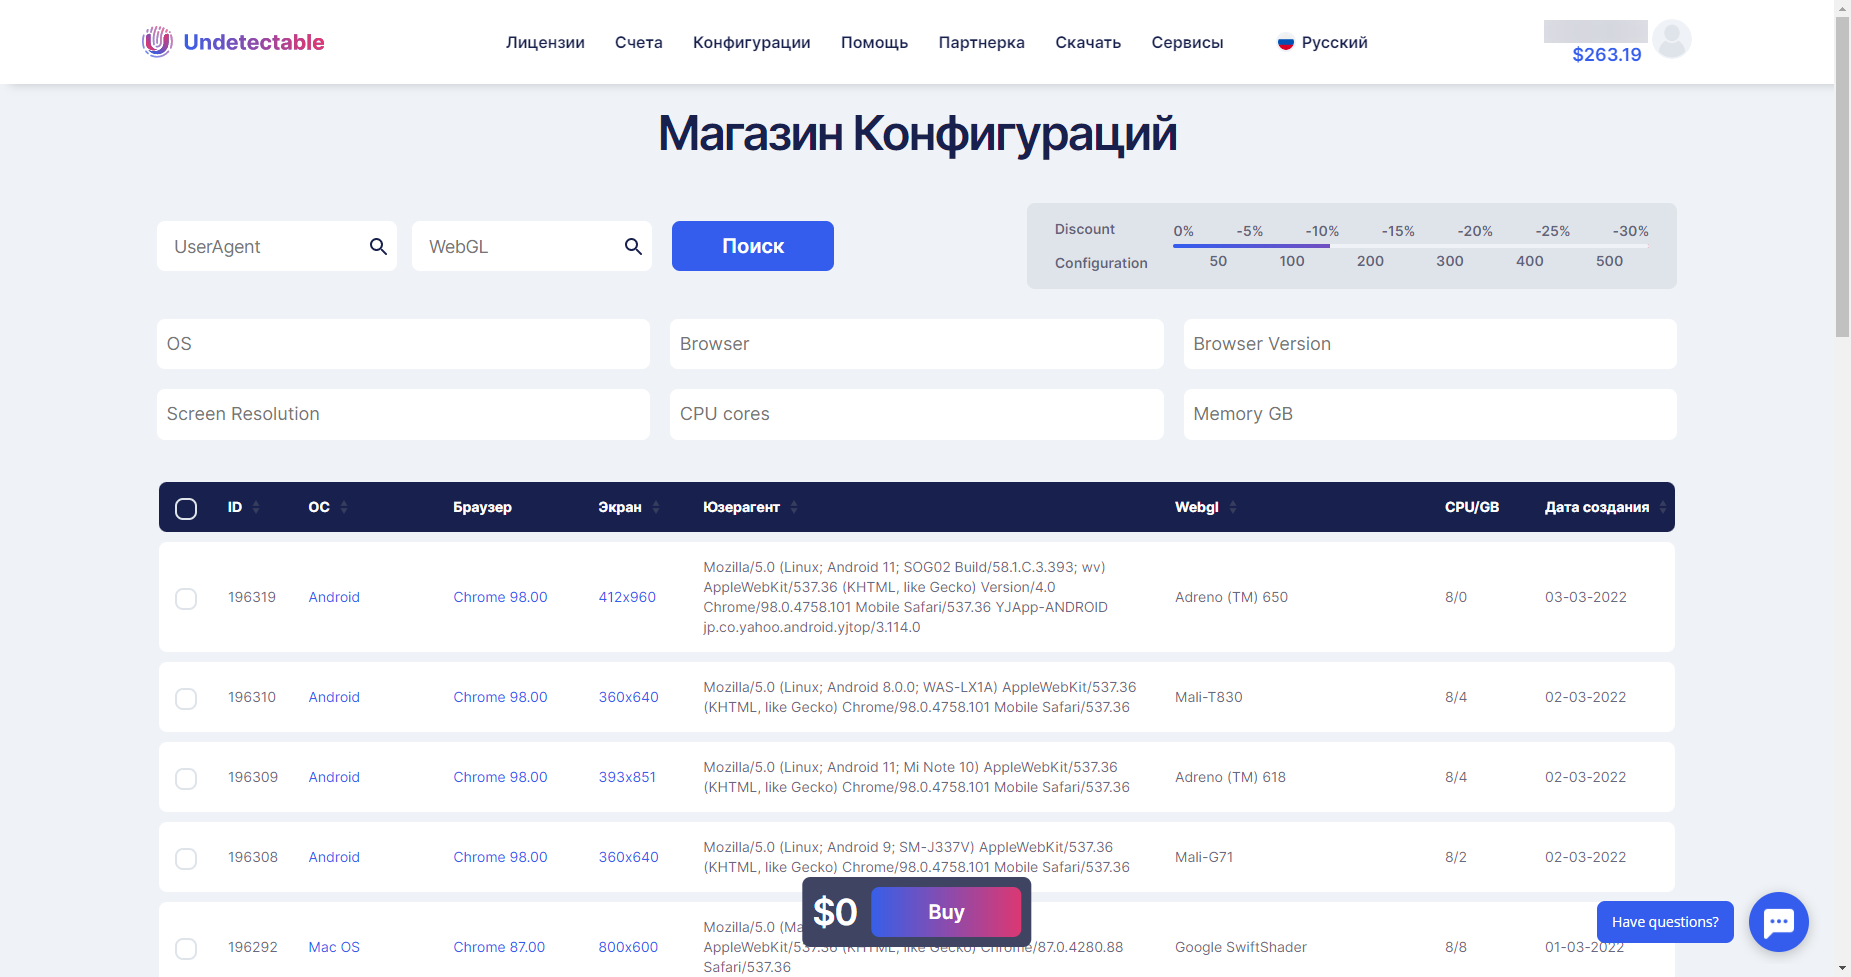 Undetectable
Лицензии Счета Конфигурации Помощь Партнерка Скачать Сервисы Русский
$263.19
Магазин Конфигураций
UserAgent WebGL Поиск
Discount 0% -5% -10% -15% -20% -25% -30%
Configuration 50 100 200 300 400 500
OS Browser Browser Version
Screen Resolution CPU cores Memory GB
ID ОС Браузер Экран Юзерагент Webgl CPU/GB Дата создания
Mozilla/5.0 (Linux; Android 11; SOG02 Build/58.1.C.3.393; wv)
AppleWebKit/537.36 (KHTML, like Gecko) Version/4.0
196319 Android Chrome 98.00 412x960 Chrome/98.0.4758.101 Mobile Safari/537.36 YJApp-ANDROID Adreno (TM) 650 8/0 03-03-2022
jp.co.yahoo.android.yjtop/3.114.0
196310 Android Chrome 98.00 360x640 Mozilla/5.0 (Linux; Android 8.0.0; WAS-LX1A) AppleWebKit/537.36 Mali-T830 8/4 02-03-2022
(KHTML, like Gecko) Chrome/98.0.4758.101 Mobile Safari/537.36
196309 Android Chrome 98.00 393x851 Mozilla/5.0 (Linux; Android 11; Mi Note 10) AppleWebKit/537.36 Adreno (TM) 618 8/4 02-03-2022
(KHTML, like Gecko) Chrome/98.0.4758.101 Mobile Safari/537.36
196308 Android Chrome 98.00 360x640 Mozilla/5.0 (Linux; Android 9; SM-J337V) AppleWebKit/537.36 Mali-G71 8/2 02-03-2022
(KHTML, like Gecko) Chrome/98.0.4758.101 Mobile Safari/537.36
$0 Buy
Have questions?
Mozilla/5.0 (Ma
196292 Mac OS Chrome 87.00 800x600 AppleWebKit/537.36 (KHTML, like Gecko) Chrome/87.0.4280.88 Google SwiftShader 8/8 01-03-2022
Safari/537.36